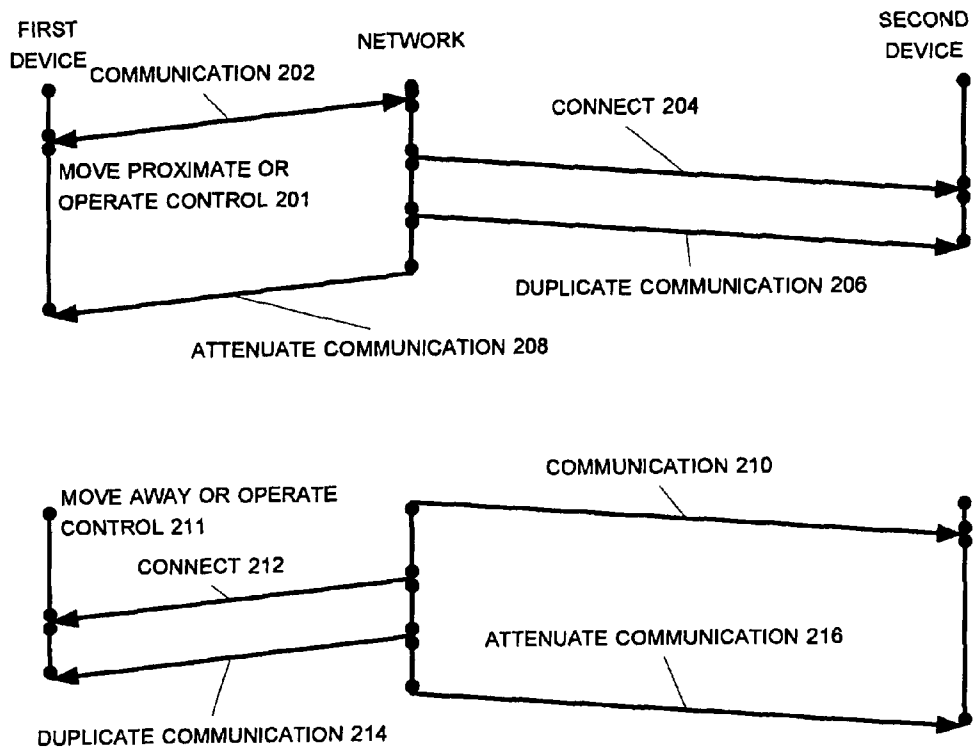 FIRST
DEVICE
NETWORK
SECOND
DEVICE
COMMUNICATION 202
CONNECT 204
MOVE PROXIMATE OR
OPERATE CONTROL 201
DUPLICATE COMMUNICATION 206
ATTENUATE COMMUNICATION 208
COMMUNICATION 210
MOVE AWAY OR OPERATE
CONTROL 211
CONNECT 212
ATTENUATE COMMUNICATION 216
DUPLICATE COMMUNICATION 214